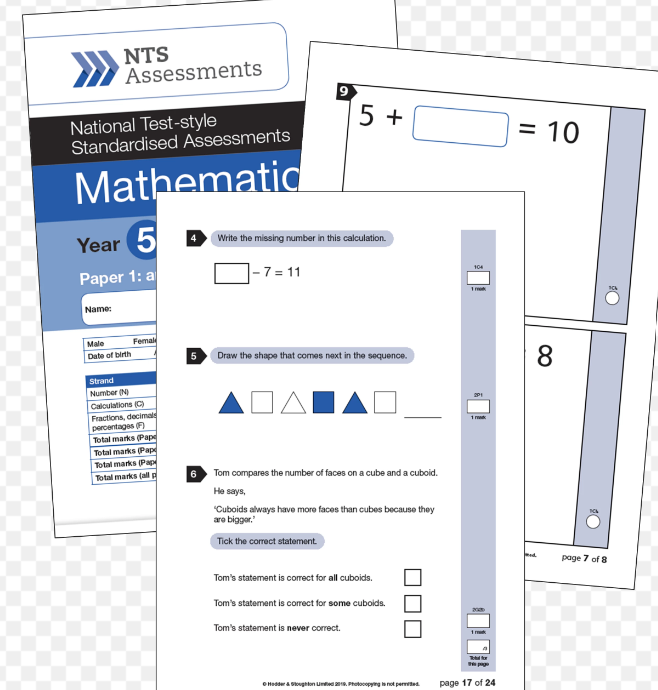 NTS
Assessments
National Test-style
Standardised Assessments
Mathematic
Year 5
Paper 1: a
Name:
Male Femal
Date of birth
Strand
Number (N)
Calculations (C)
Fractions, decimals
percentages (F)
Total marks (Pape
Total marks (Pape
Total marks (Pape
Total marks (all p
9
5 + = 10
1C1
8
1C1
page 7 of 8
4 Write the missing number in this calculation.
− 7 = 11
1C4
1 mark
5 Draw the shape that comes next in the sequence.
2P1
1 mark
6 Tom compares the number of faces on a cube and a cuboid.
He says,
'Cuboids always have more faces than cubes because they
are bigger.'
Tick the correct statement.
Tom's statement is correct for all cuboids.
Tom's statement is correct for some cuboids.
Tom's statement is never correct.
2G2b
1 mark
/3
Total for
this page
© Hodder & Stoughton Limited 2019. Photocopying is not permitted.
page 17 of 24